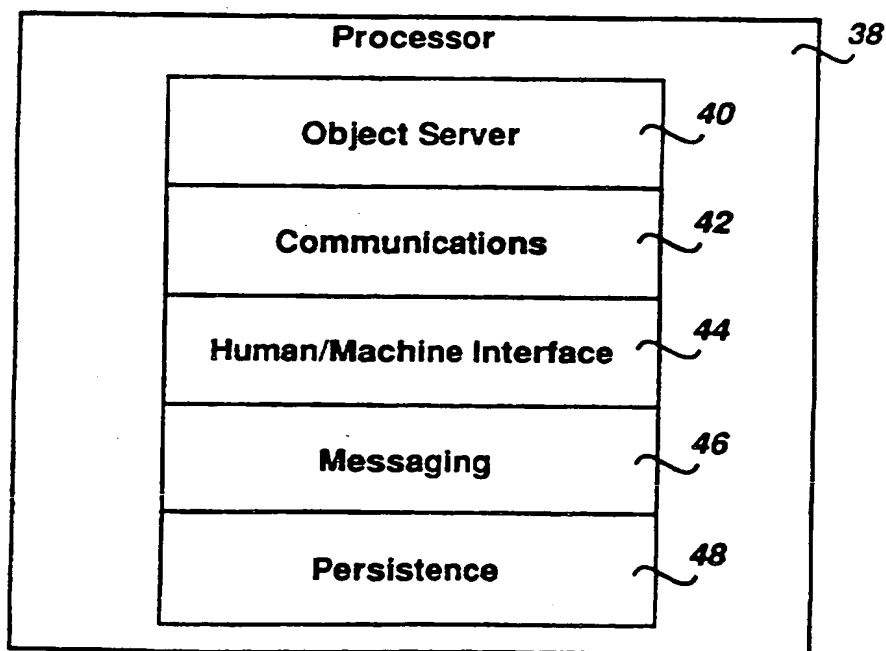 Processor
38
Object Server
40
Communications
42
Human/Machine Interface
44
Messaging
46
Persistence
48